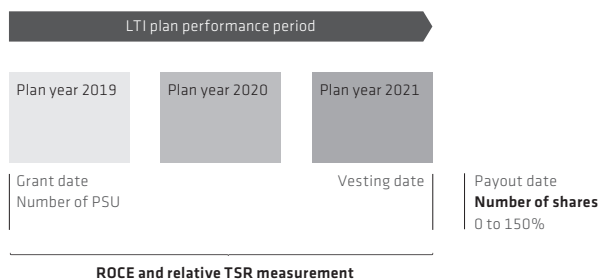 LTI plan performance period
Plan year 2019
Plan year 2020
Plan year 2021
Grant date
Number of PSU
Vesting date
Payout date
Number of shares
0 to 150%
ROCE and relative TSR measurement